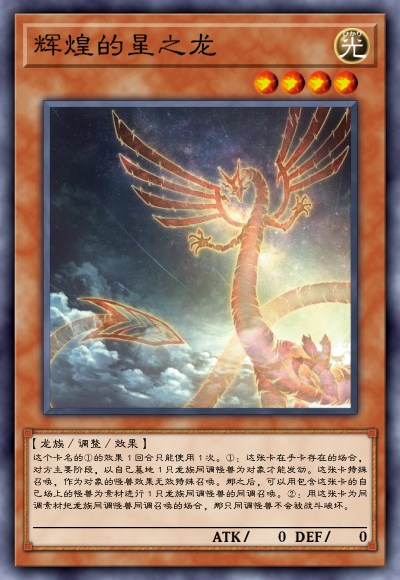 辉煌的星之龙
光
【龙族／调整／效果】
这个卡名的①的效果1回合只能使用1次。①：这张卡在手卡存在的场合，
对方主要阶段，以自己墓地1只龙族同调怪兽为对象才能发动。这张卡特殊
召唤，作为对象的怪兽效果无效特殊召唤。那之后，可以用包含这张卡的自
己场上的怪兽为素材进行1只龙族同调怪兽的同调召唤。②：用这张卡为同
调素材把龙族同调怪兽同调召唤的场合，那只同调怪兽不会被战斗破坏。
ATK/ 0 DEF/ 0